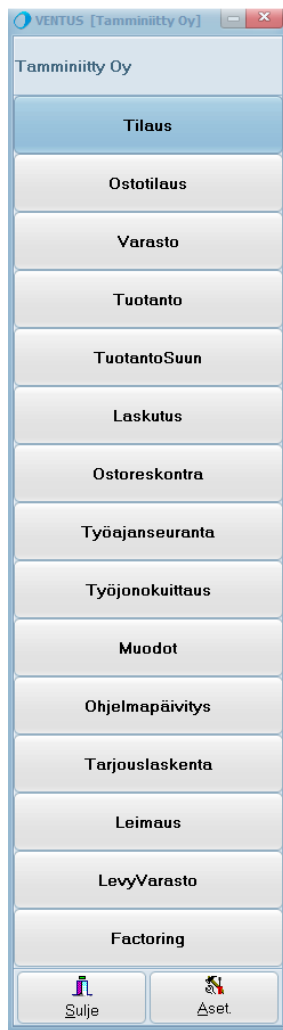 VENTUS [Tamminiitty Oy]
Tamminiitty Oy
Tilaus
Ostotilaus
Varasto
Tuotanto
TuotantoSuun
Laskutus
Ostoreskontra
Työajanseuranta
Työjonokuittaus
Muodot
Ohjelmapäivitys
Tarjouslaskenta
Leimaus
LevyVarasto
Factoring
Sulje Aset.